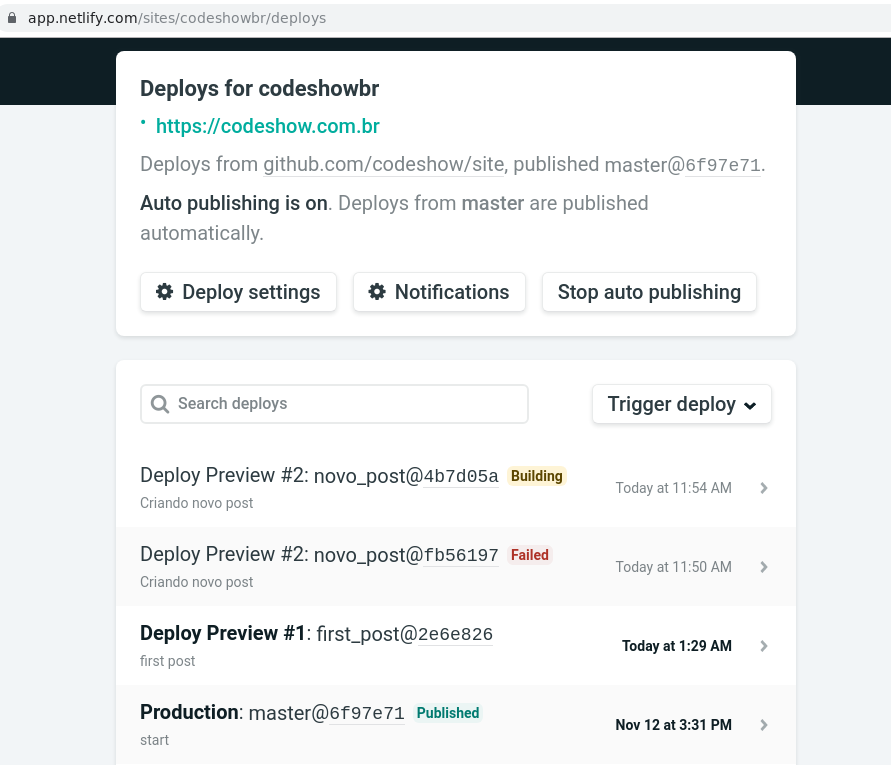 app.netlify.com/sites/codeshowbr/deploys
Deploys for codeshowbr
https://codeshow.com.br
Deploys from github.com/codeshow/site, published master@6f97e71.
Auto publishing is on. Deploys from master are published
automatically.
Deploy settings
Notifications
Stop auto publishing
Search deploys
Trigger deploy
Deploy Preview #2: novo_post@4b7d05a Building
Today at 11:54 AM
Criando novo post
Deploy Preview #2: novo_post@fb56197 Failed
Today at 11:50 AM
Criando novo post
Deploy Preview #1: first_post@2e6e826
Today at 1:29 AM
first post
Production: master@6f97e71 Published
Nov 12 at 3:31 PM
start